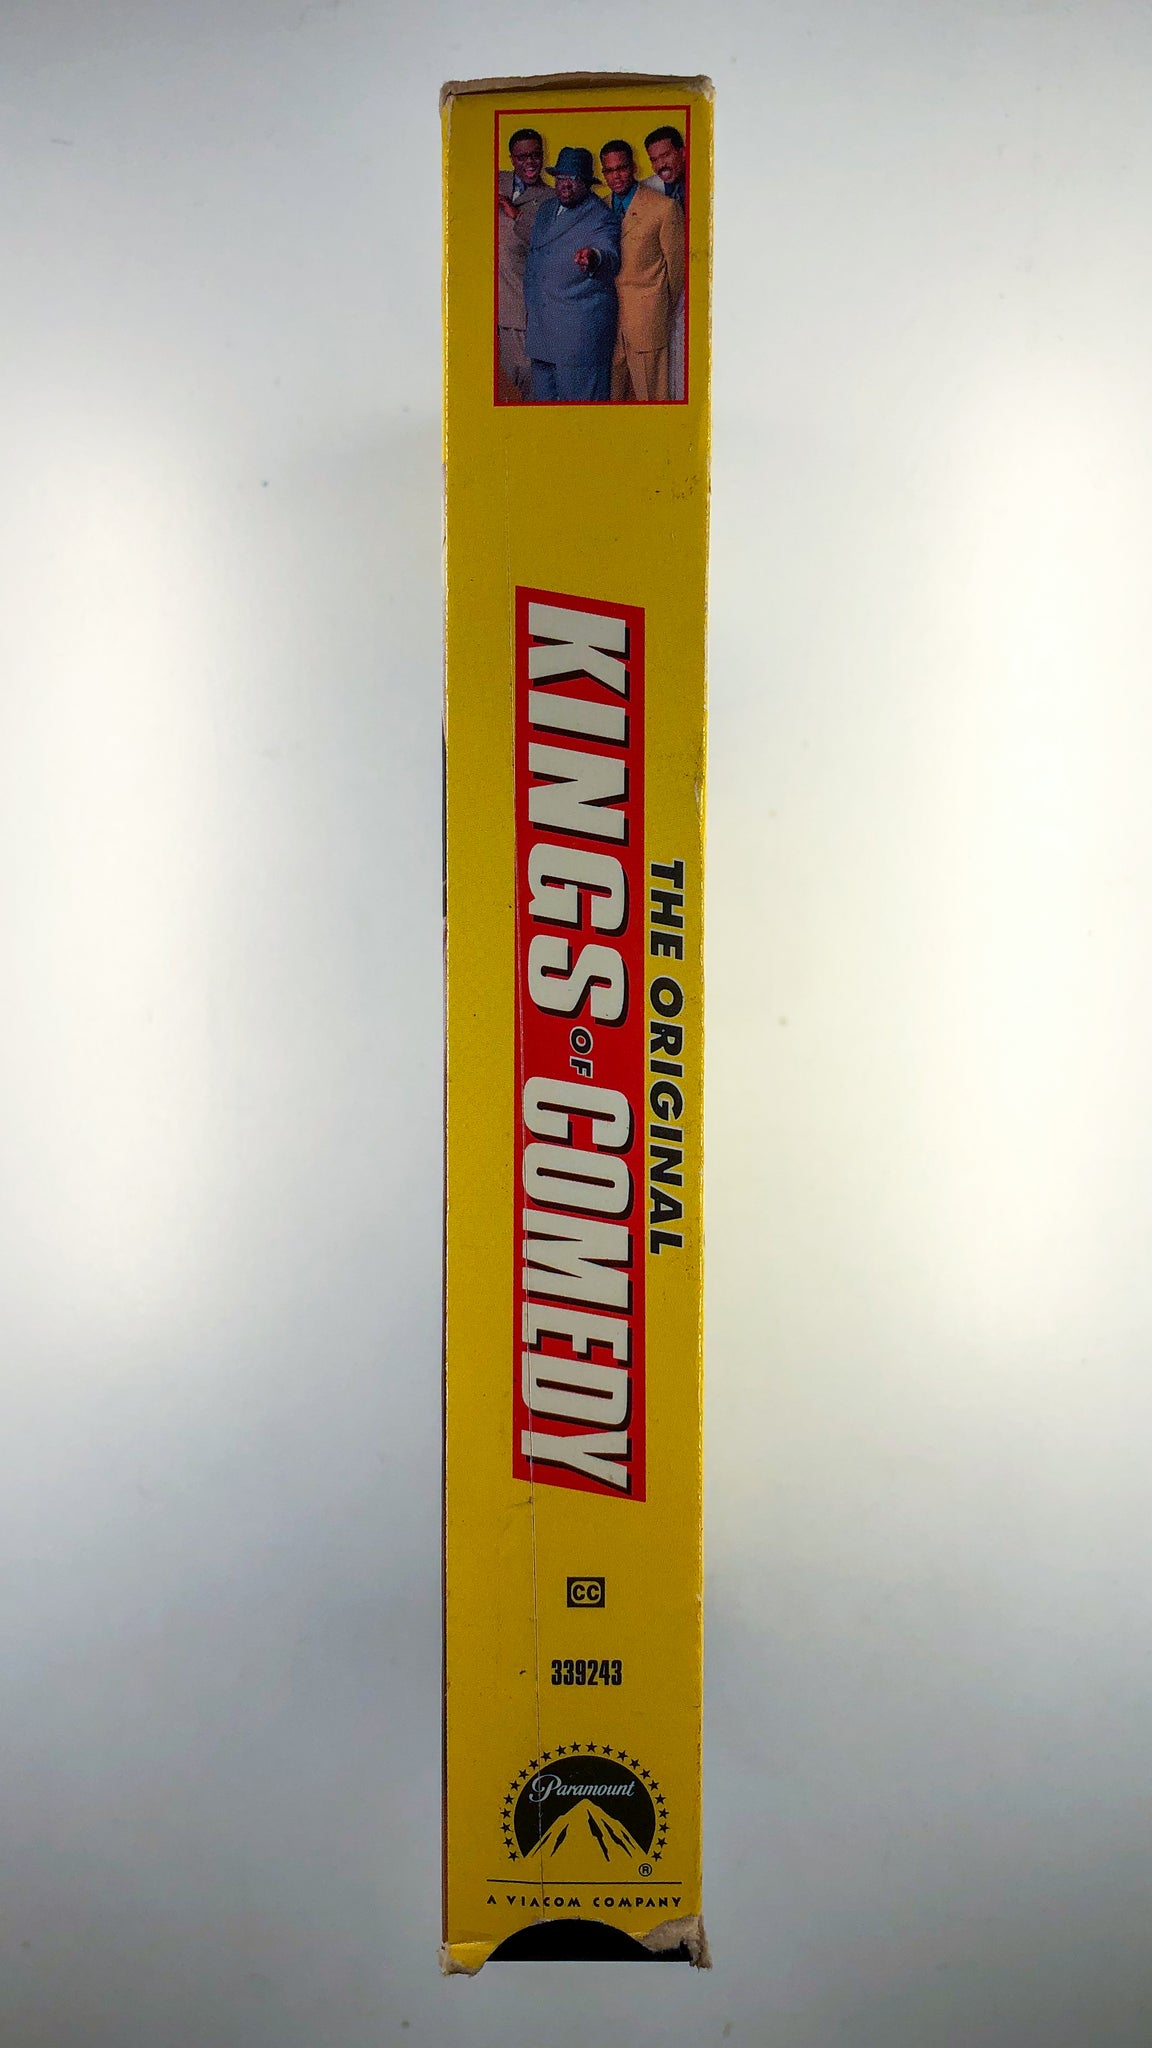 THE ORIGINAL
KINGS OF COMEDY
CC
339243
Paramount
®
A VIACOM COMPANY